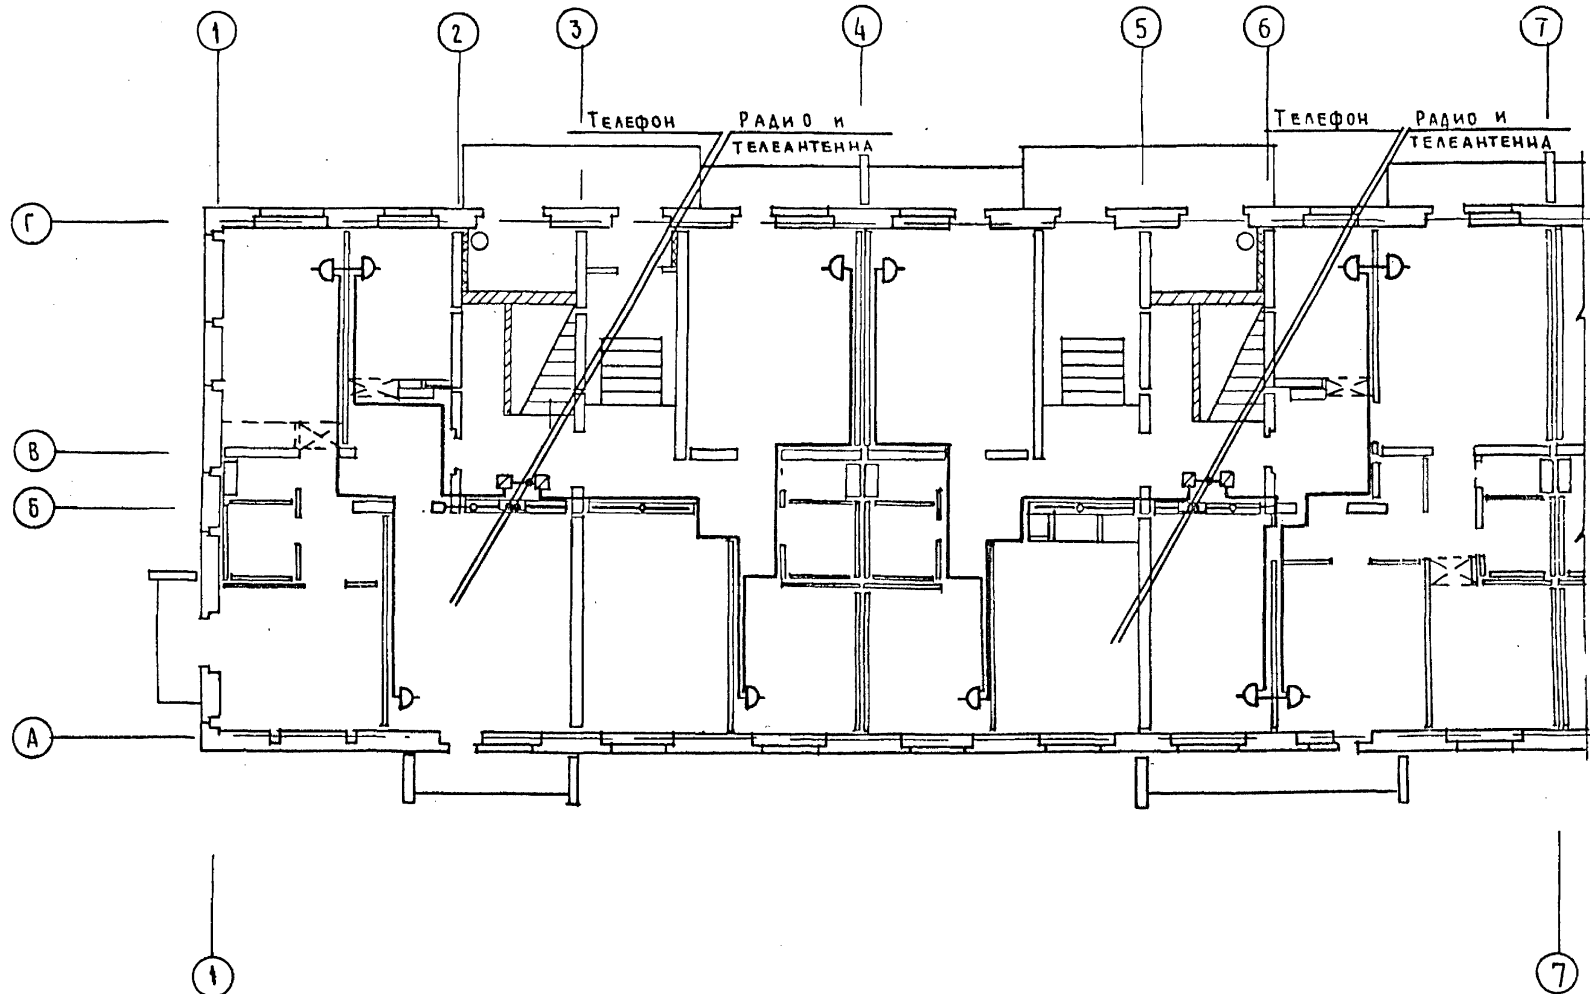 1 2 3 4 5 6 7
ТЕЛЕФОН РАДИО И
ТЕЛЕАНТЕННА
ТЕЛЕФОН РАДИО И
ТЕЛЕАНТЕННА
Г
В
Б
А
1 7